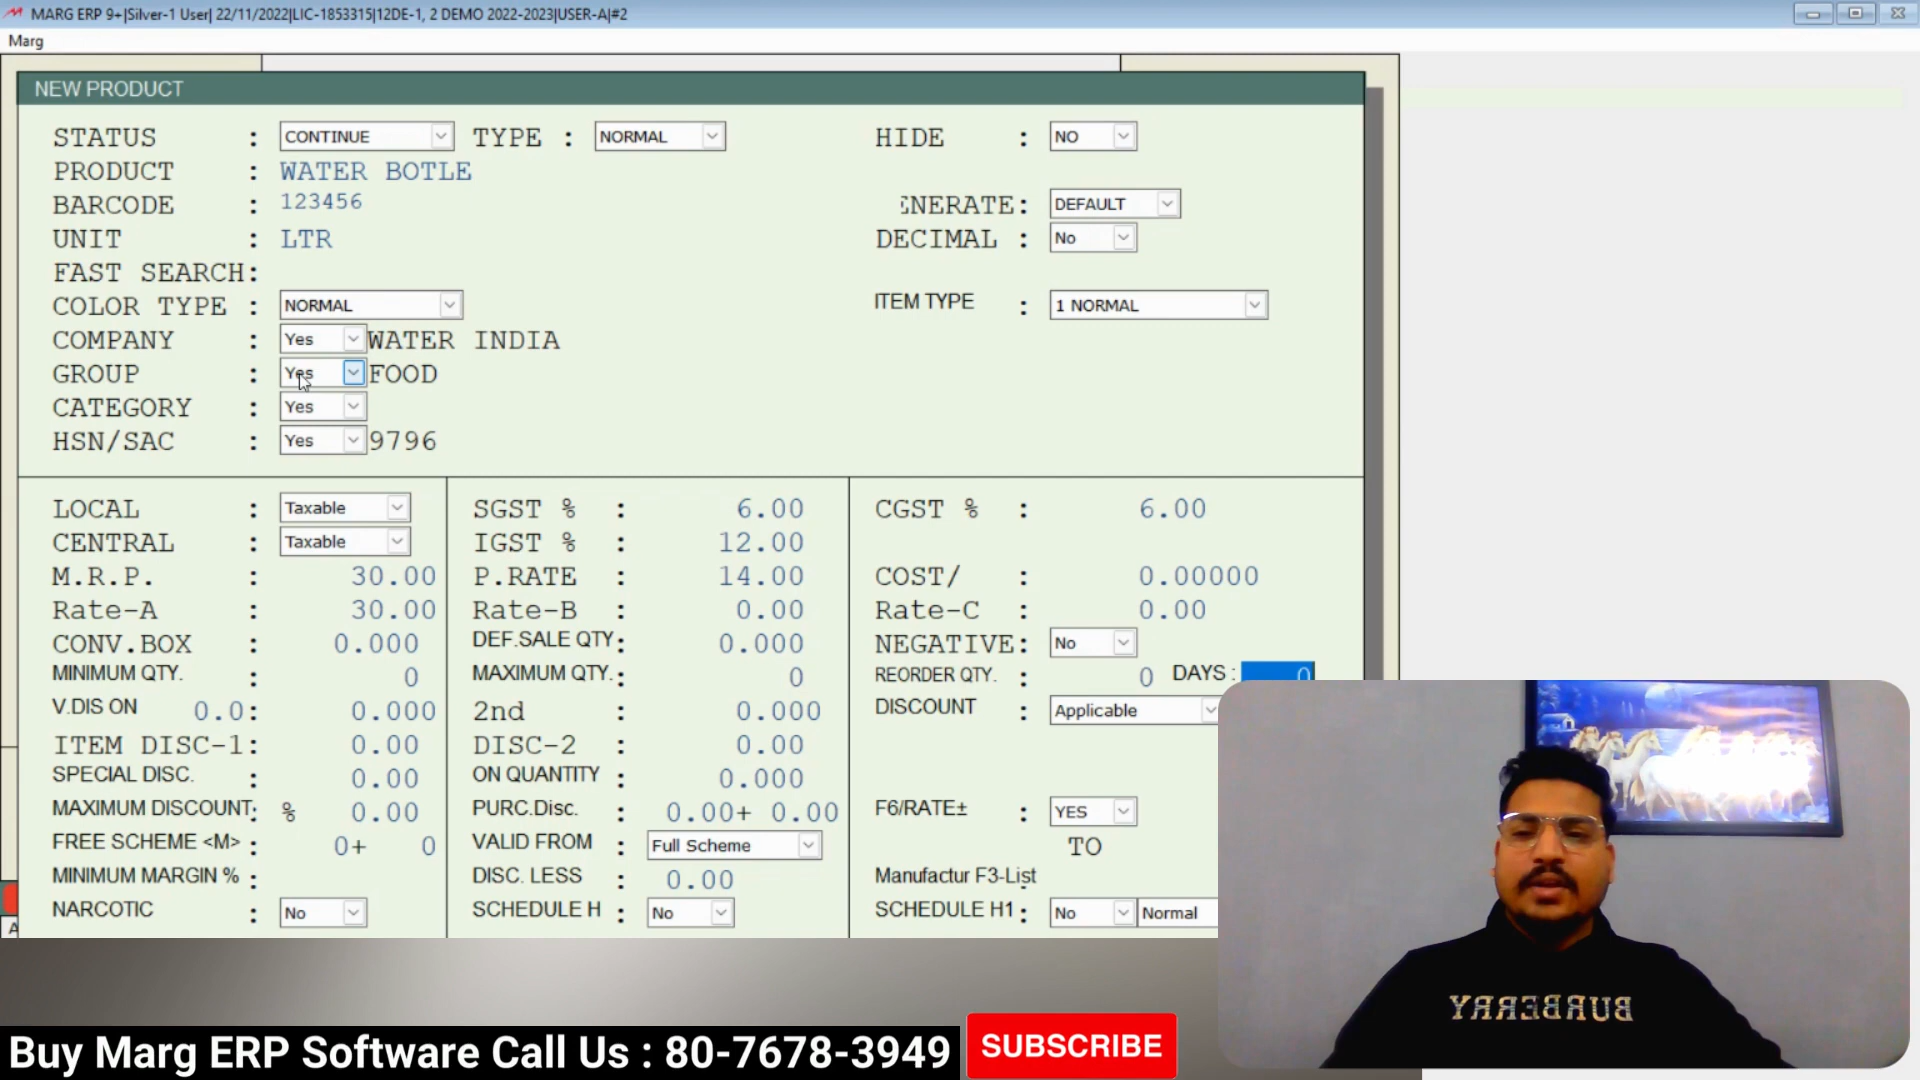 MARG ERP 9+|Silver-1 User| 22/11/2022|LIC-1853315|12DE-1, 2 DEMO 2022-2023|USER-A|#2
Marg
NEW PRODUCT
STATUS : CONTINUE TYPE : NORMAL HIDE : NO
PRODUCT : WATER BOTLE
BARCODE : 123456 ENERATE: DEFAULT
UNIT : LTR DECIMAL : No
FAST SEARCH:
COLOR TYPE : NORMAL ITEM TYPE : 1 NORMAL
COMPANY : Yes WATER INDIA
GROUP : Yes FOOD
CATEGORY : Yes
HSN/SAC : Yes 9796
LOCAL : Taxable SGST % : 6.00 CGST % : 6.00
CENTRAL : Taxable IGST % : 12.00
M.R.P. : 30.00 P.RATE : 14.00 COST/ : 0.00000
Rate-A : 30.00 Rate-B : 0.00 Rate-C : 0.00
CONV.BOX : 0.000 DEF.SALE QTY: 0.000 NEGATIVE: No
MINIMUM QTY. : 0 MAXIMUM QTY.: 0 REORDER QTY. : 0 DAYS : 0
V.DIS ON 0.0: 0.000 2nd : 0.000 DISCOUNT : Applicable
ITEM DISC-1: 0.00 DISC-2 : 0.00
SPECIAL DISC. : 0.00 ON QUANTITY : 0.000
MAXIMUM DISCOUNT: % 0.00 PURC.Disc. : 0.00+ 0.00 F6/RATE± : YES
FREE SCHEME <M> : 0+ 0 VALID FROM : Full Scheme TO
MINIMUM MARGIN % : DISC. LESS : 0.00 Manufactur F3-List :
NARCOTIC : No SCHEDULE H : No SCHEDULE H1 : No Normal
BURBERRY
Buy Marg ERP Software Call Us : 80-7678-3949
SUBSCRIBE